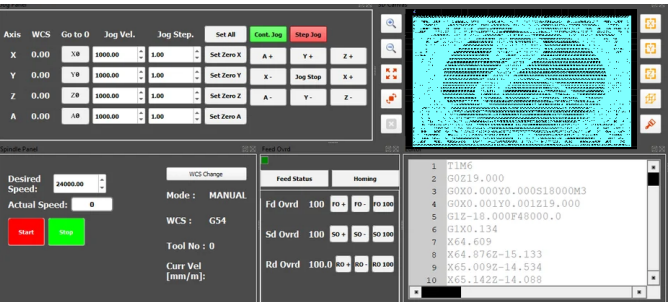 Jog Panel
3D Canvas
Axis WCS Go to 0 Jog Vel. Jog Step. Set All Cont. Jog Step Jog
X 0.00 X0 1000.00 1.00 Set Zero X A + Y + Z +
Y 0.00 Y0 1000.00 1.00 Set Zero Y X - Jog Stop X +
Z 0.00 Z0 1000.00 1.00 Set Zero Z A - Y - Z -
A 0.00 A0 1000.00 1.00 Set Zero A
Spindle Panel
Feed Ovrd
Desired Speed: 24000.00
Actual Speed: 0
Start Stop
WCS Change
Mode : MANUAL
WCS : G54
Tool No : 0
Curr Vel
[mm/m]:
Feed Status Homing
Fd Ovrd 100 FO + FO - FO 100
Sd Ovrd 100 SO + SO - SO 100
Rd Ovrd 100.0 RO + RO - RO 100
1 T1M6
2 G0Z19.000
3 G0X0.000Y0.000S18000M3
4 G0X0.001Y0.001Z19.000
5 G1Z-18.000F48000.0
6 G1X0.134
7 X64.609
8 X64.876Z-15.133
9 X65.009Z-14.534
10 X65.142Z-14.088